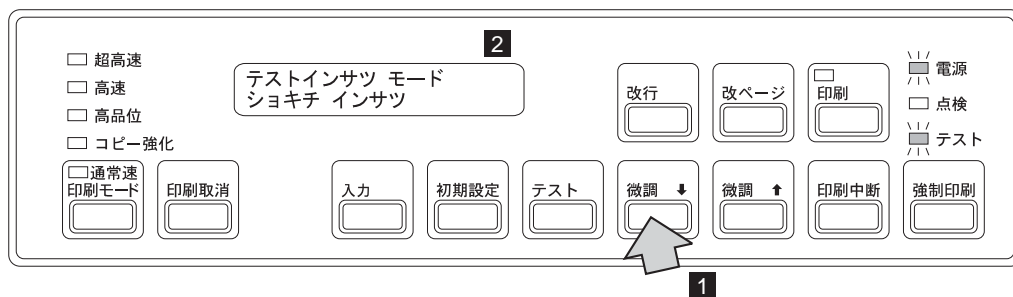 2
超高速
高速
高品位
コピー強化
テストインサツ モード
ショキチ インサツ
改行
改ページ
印刷
電源
点検
テスト
通常速
印刷モード
印刷取消
入力
初期設定
テスト
微調 ⬇
微調 ⬆
印刷中断
強制印刷
1